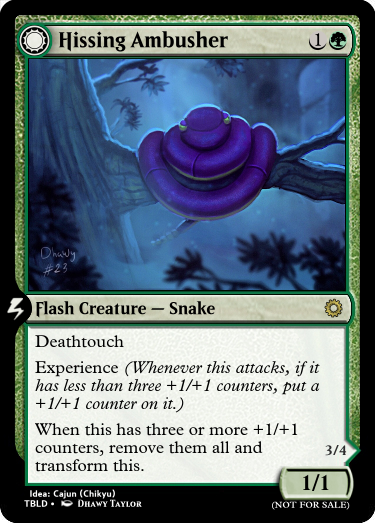 Hissing Ambusher
1
Dhawy
#23
Flash Creature — Snake
Deathtouch
Experience (Whenever this attacks, if it
has less than three +1/+1 counters, put a
+1/+1 counter on it.)
When this has three or more +1/+1
counters, remove them all and
transform this.
3/4
1/1
Idea: Cajun (Chikyu)
TBLD • Dhawy Taylor
(NOT FOR SALE)